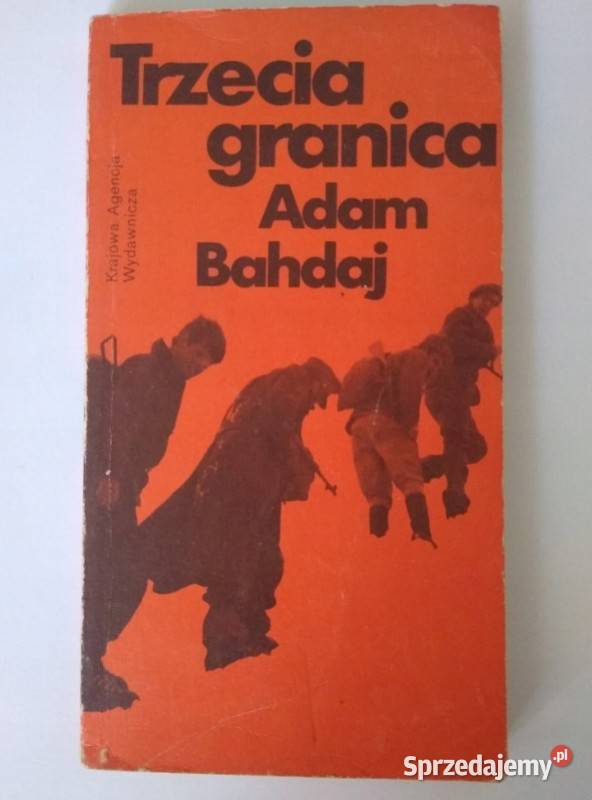 Trzecia
granica
Adam
Bahdaj
Krajowa Agencja
Wydawnicza
Sprzedajemy.pl